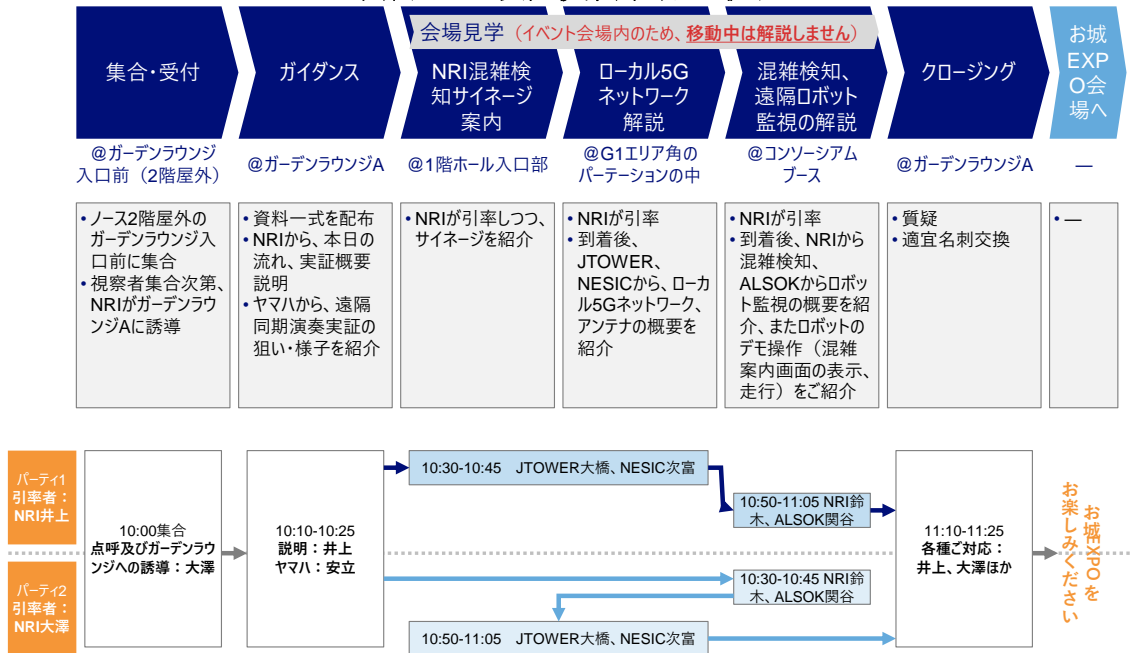 会場見学（イベント会場内のため、移動中は解説しません）
集合・受付
ガイダンス
NRI混雑検
知サイネージ
案内
ローカル5G
ネットワーク
解説
混雑検知、
遠隔ロボット
監視の解説
クロージング
お城
EXP
O会
場へ
@ガーデンラウンジ
入口前（2階屋外）
@ガーデンラウンジA
@1階ホール入口部
@G1エリア角の
パーテーションの中
@コンソーシアム
ブース
@ガーデンラウンジA
―
• ノース2階屋外の
ガーデンラウンジ入
口前に集合
• 視察者集合次第、
NRIがガーデンラウ
ンジAに誘導
• 資料一式を配布
• NRIから、本日の
流れ、実証概要
説明
• ヤマハから、遠隔
同期演奏実証の
狙い・様子を紹介
• NRIが引率しつつ、
サイネージを紹介
• NRIが引率
• 到着後、
JTOWER、
NESICから、ローカ
ル5Gネットワーク、
アンテナの概要を
紹介
• NRIが引率
• 到着後、NRIから
混雑検知、
ALSOKからロボッ
ト監視の概要を紹
介、またロボットの
デモ操作（混雑
案内画面の表示、
走行）をご紹介
• 質疑
• 適宜名刺交換
• ―
パーティ1
引率者：
NRI井上
パーティ2
引率者：
NRI大澤
10:00集合
点呼及びガーデンラウ
ンジへの誘導：大澤
10:10-10:25
説明：井上
ヤマハ：安立
10:30-10:45 JTOWER大橋、NESIC次富
10:50-11:05 NRI鈴
木、ALSOK関谷
10:30-10:45 NRI鈴
木、ALSOK関谷
10:50-11:05 JTOWER大橋、NESIC次富
11:10-11:25
各種ご対応：
井上、大澤ほか
お城EXPOを
お楽しみください